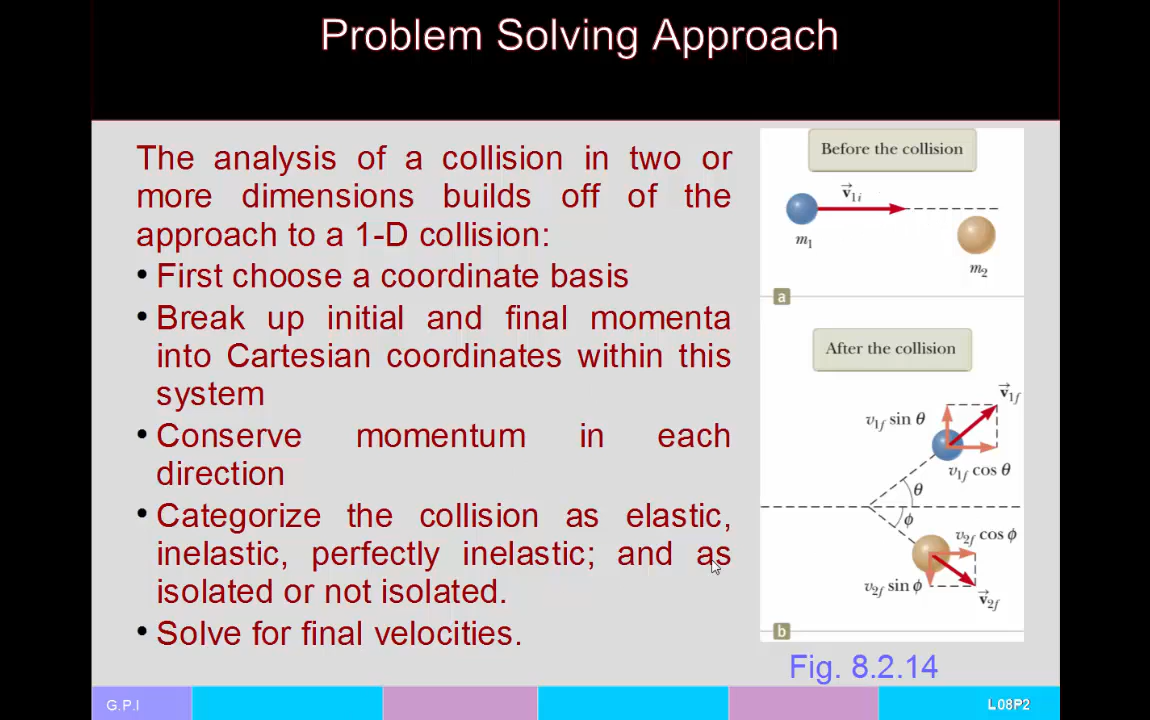 Problem Solving Approach
The analysis of a collision in two or
more dimensions builds off of the
approach to a 1-D collision:
• First choose a coordinate basis
• Break up initial and final momenta
into Cartesian coordinates within this
system
• Conserve momentum in each
direction
• Categorize the collision as elastic,
inelastic, perfectly inelastic; and as
isolated or not isolated.
• Solve for final velocities.
Before the collision
v⃗1i
m1
m2
a
After the collision
v⃗1f
v1f sin θ
v1f cos θ
θ
ϕ
v2f cos ϕ
v2f sin ϕ
v⃗2f
b
Fig. 8.2.14
G.P.I
L08P2